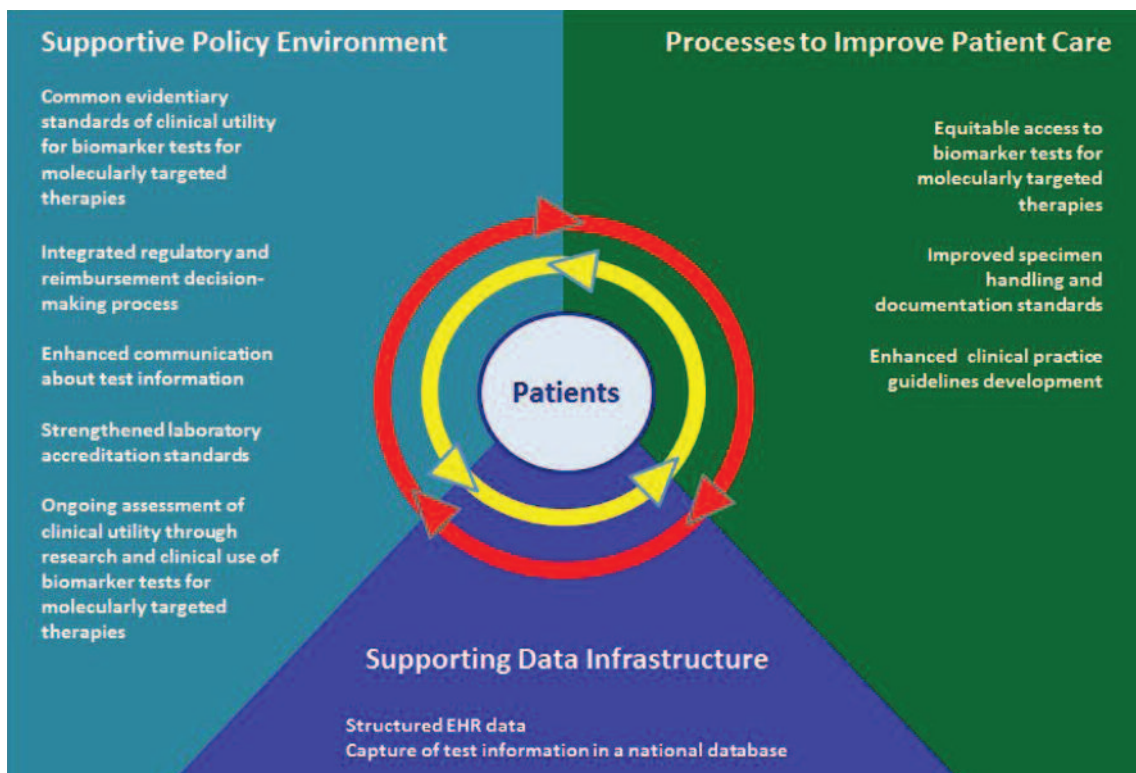 Supportive Policy Environment
Common evidentiary
standards of clinical utility
for biomarker tests for
molecularly targeted
therapies
Integrated regulatory and
reimbursement decision-
making process
Enhanced communication
about test information
Strengthened laboratory
accreditation standards
Ongoing assessment of
clinical utility through
research and clinical use of
biomarker tests for
molecularly targeted
therapies
Processes to Improve Patient Care
Equitable access to
biomarker tests for
molecularly targeted
therapies
Improved specimen
handling and
documentation standards
Enhanced clinical practice
guidelines development
Patients
Supporting Data Infrastructure
Structured EHR data
Capture of test information in a national database